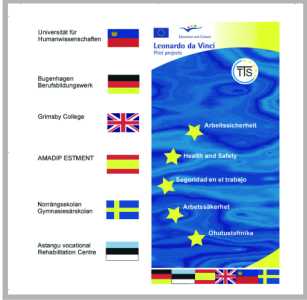 Universität für
Humanwissenschaften
Bugenhagen
Berufsbildungswerk
Grimsby College
AMADIP ESTMENT
Norrängsskolan
Gymnasiesärskolan
Astangu vocational
Rehabilitation Centre
Education and Culture
Leonardo da Vinci
Pilot projects
TTS
Arbeitssicherheit
Health and Safety
Seguridad en el trabajo
Arbetssäkerhet
Ohutustehnika